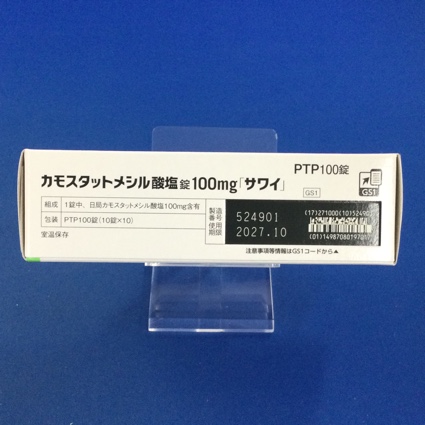 PTP100錠
GS1
カモスタットメシル酸塩錠100mg「サワイ」
GS1
組成 1錠中、日局カモスタットメシル酸塩100mg含有
包装 PTP100錠(10錠×10)
室温保存
製造番号 524901
使用期限 2027.10
(17)271000(10)524901
(01)14987080197017
注意事項等情報はGS1コードから▲